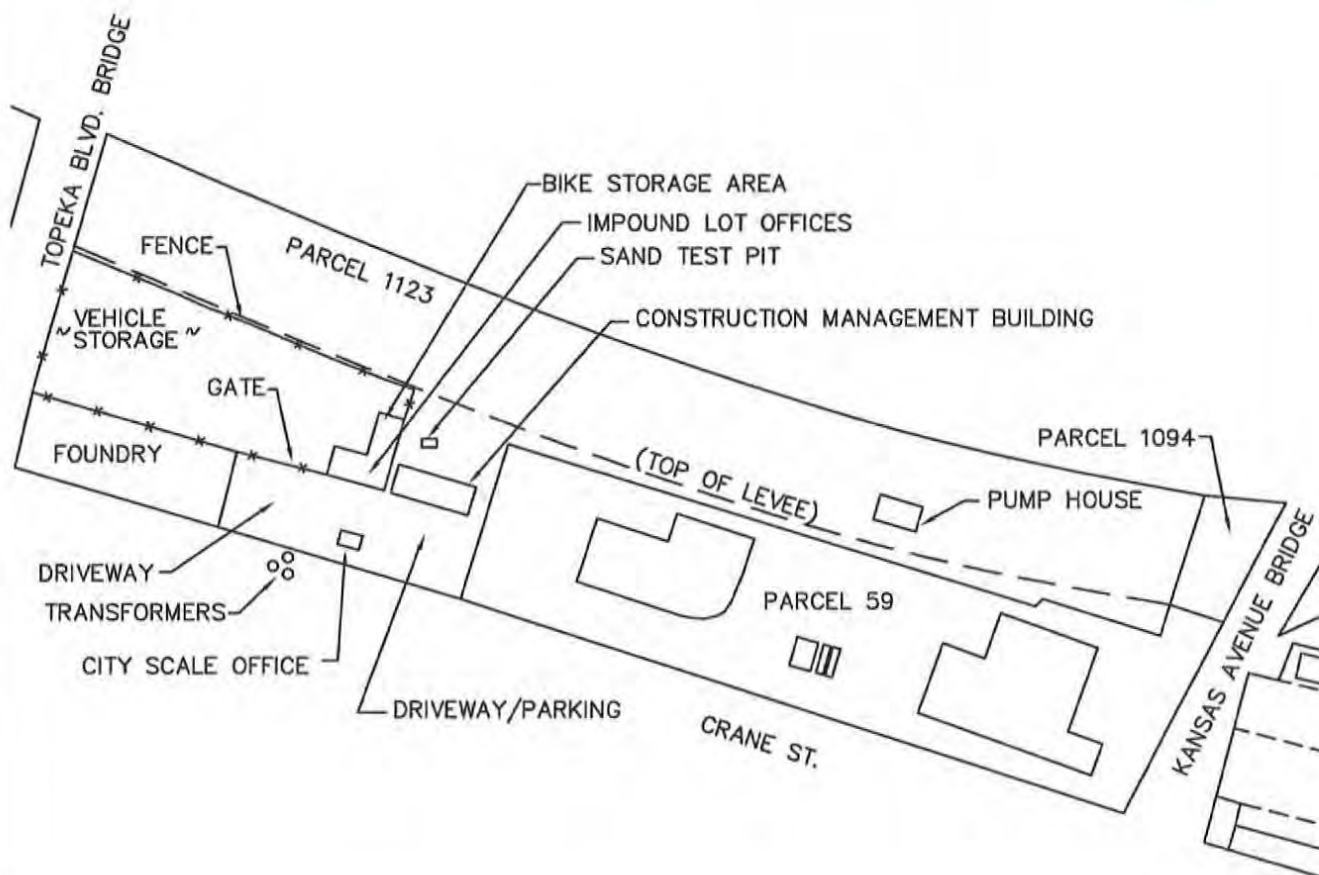 TOPEKA BLVD. BRIDGE
BIKE STORAGE AREA
IMPOUND LOT OFFICES
SAND TEST PIT
FENCE
PARCEL 1123
CONSTRUCTION MANAGEMENT BUILDING
VEHICLE
~ STORAGE ~
GATE
FOUNDRY
PARCEL 1094
(TOP OF LEVEE)
PUMP HOUSE
DRIVEWAY
TRANSFORMERS
PARCEL 59
CITY SCALE OFFICE
DRIVEWAY/PARKING
CRANE ST.
KANSAS AVENUE BRIDGE